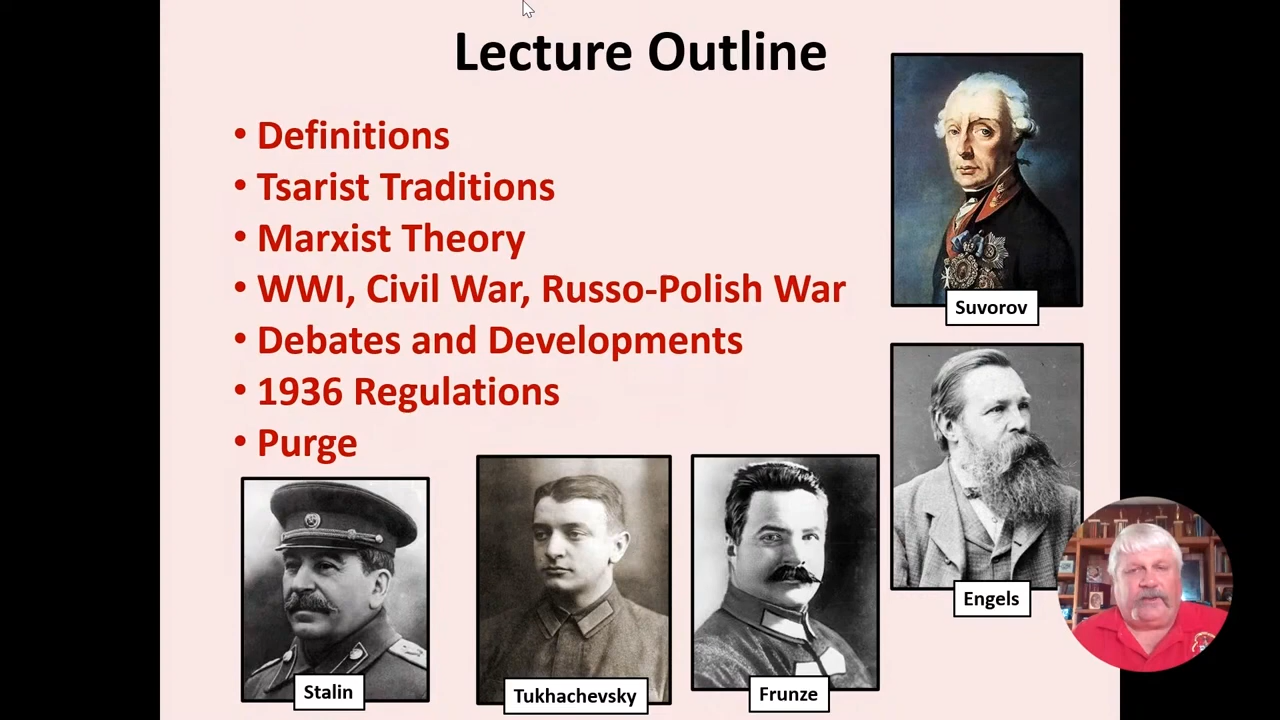 Lecture Outline
• Definitions
• Tsarist Traditions
• Marxist Theory
• WWI, Civil War, Russo-Polish War
• Debates and Developments
• 1936 Regulations
• Purge
Suvorov
Engels
Stalin
Tukhachevsky
Frunze